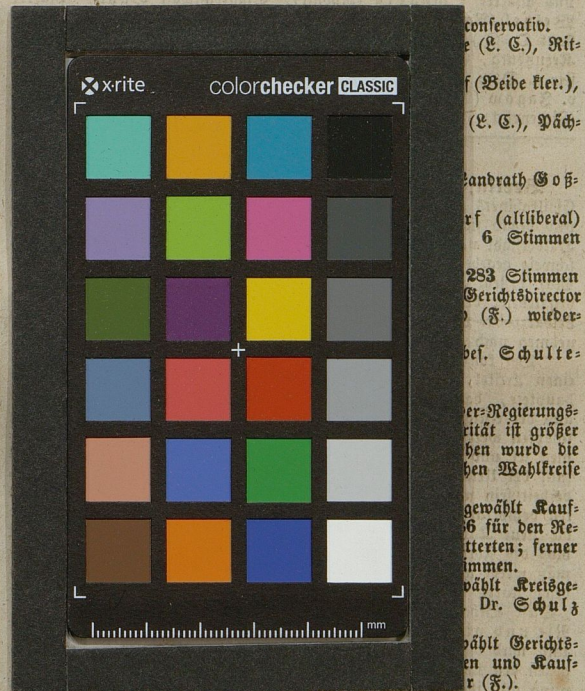 x-rite colorchecker CLASSIC
mm
conservativ.
(L. C.), Rit=
(Beide kler.),
(L. C.), Päch=
Landrath Goß=
(altliberal)
6 Stimmen
283 Stimmen
Gerichtsdirector
(F.) wieder=
Schulte=
er=Regierungs=
rität ist größer
hen wurde die
hen Wahlkreise
gewählt Kauf=
6 für den Re=
tterten; ferner
immen.
wählt Kreisge=
Dr. Schulz
wählt Gerichts=
en und Kauf=
r (F.).